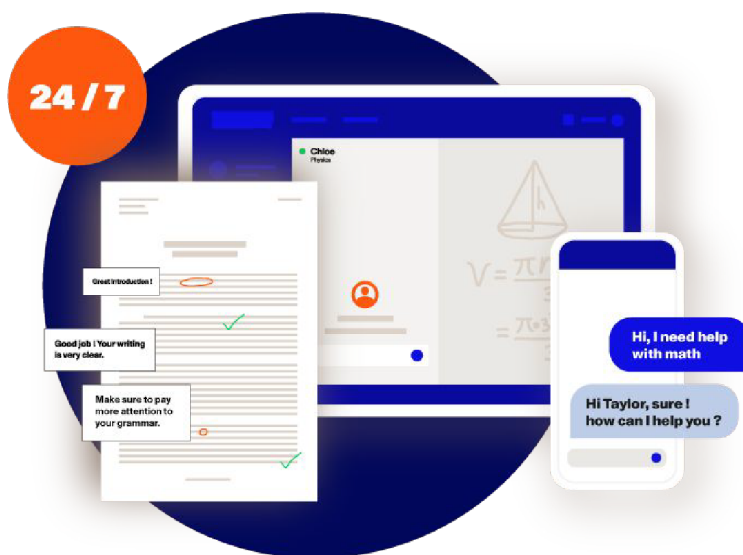 24 / 7
Chloe
Physics
Great introduction !
Good job ! Your writing
is very clear.
Make sure to pay
more attention to
your grammar.
h
V =
= 
Hi, I need help
with math
Hi Taylor, sure !
how can I help you ?